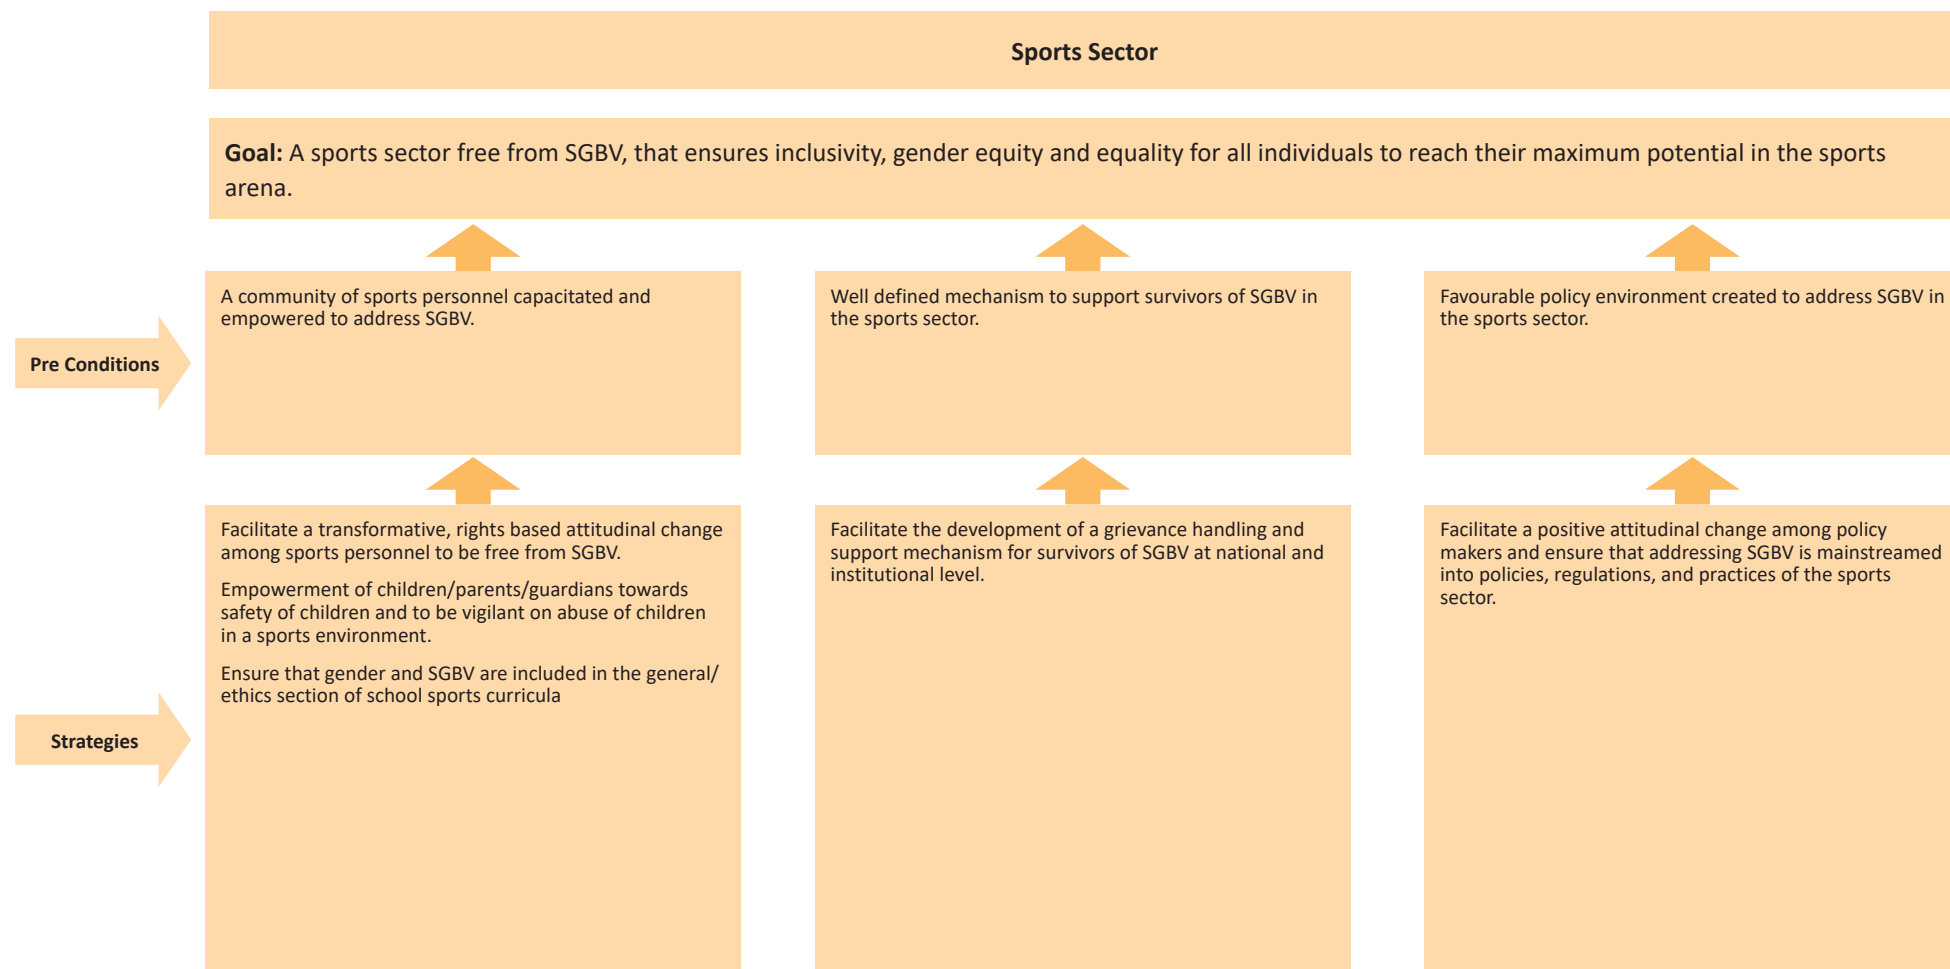 Sports Sector
Goal: A sports sector free from SGBV, that ensures inclusivity, gender equity and equality for all individuals to reach their maximum potential in the sports
arena.
Pre Conditions
A community of sports personnel capacitated and
empowered to address SGBV.
Well defined mechanism to support survivors of SGBV in
the sports sector.
Favourable policy environment created to address SGBV in
the sports sector.
Strategies
Facilitate a transformative, rights based attitudinal change
among sports personnel to be free from SGBV.
Empowerment of children/parents/guardians towards
safety of children and to be vigilant on abuse of children
in a sports environment.
Ensure that gender and SGBV are included in the general/
ethics section of school sports curricula
Facilitate the development of a grievance handling and
support mechanism for survivors of SGBV at national and
institutional level.
Facilitate a positive attitudinal change among policy
makers and ensure that addressing SGBV is mainstreamed
into policies, regulations, and practices of the sports
sector.